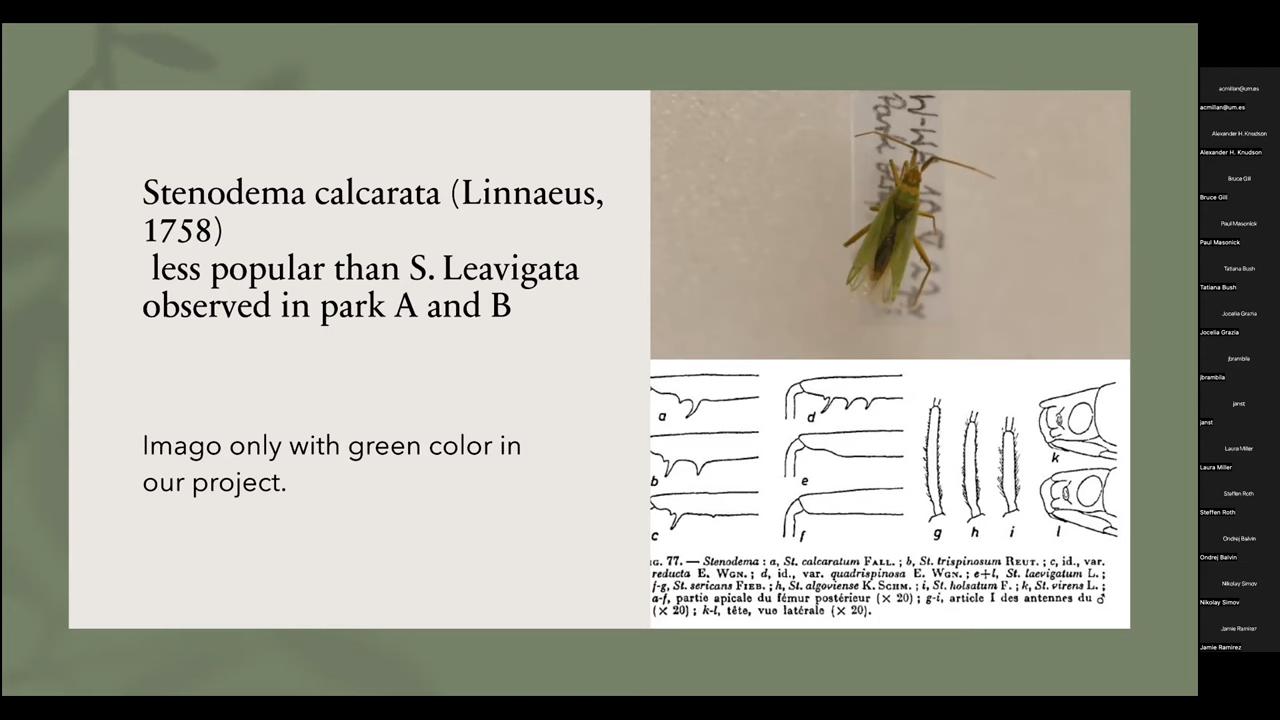 Stenodema calcarata (Linnaeus,
1758)
less popular than S. Leavigata
observed in park A and B
Imago only with green color in
our project.
a
b
c
d
e
f
g
h
i
k
l
77. — Stenodema : a, St. calcaratum FALL. ; b, St. trispinosum REUT. ; c, id., var.
reducta E. WGN. ; d, id., var. quadrispinosa E. WGN. ; e+l, St. laevigatum L. ;
f-g, St. sericans FIEB. ; h, St. algoviense K. SCHM. ; i, St. holsatum F. ; k, St. virens L. ;
a-f, partie apicale du fémur postérieur (× 20) ; g-i, article I des antennes du ♂
(× 20) ; k-l, tête, vue latérale (× 20).
acmillan@um.es
acmillan@um.es
Alexander H. Knudson
Alexander H. Knudson
Bruce Gill
Bruce Gill
Paul Masonick
Paul Masonick
Tatiana Bush
Tatiana Bush
Jocelia Grazia
Jocelia Grazia
jbrambila
jbrambila
janst
janst
Laura Miller
Laura Miller
Steffen Roth
Steffen Roth
Ondrej Balvin
Ondrej Balvin
Nikolay Simov
Nikolay Simov
Jamie Ramirez
Jamie Ramirez